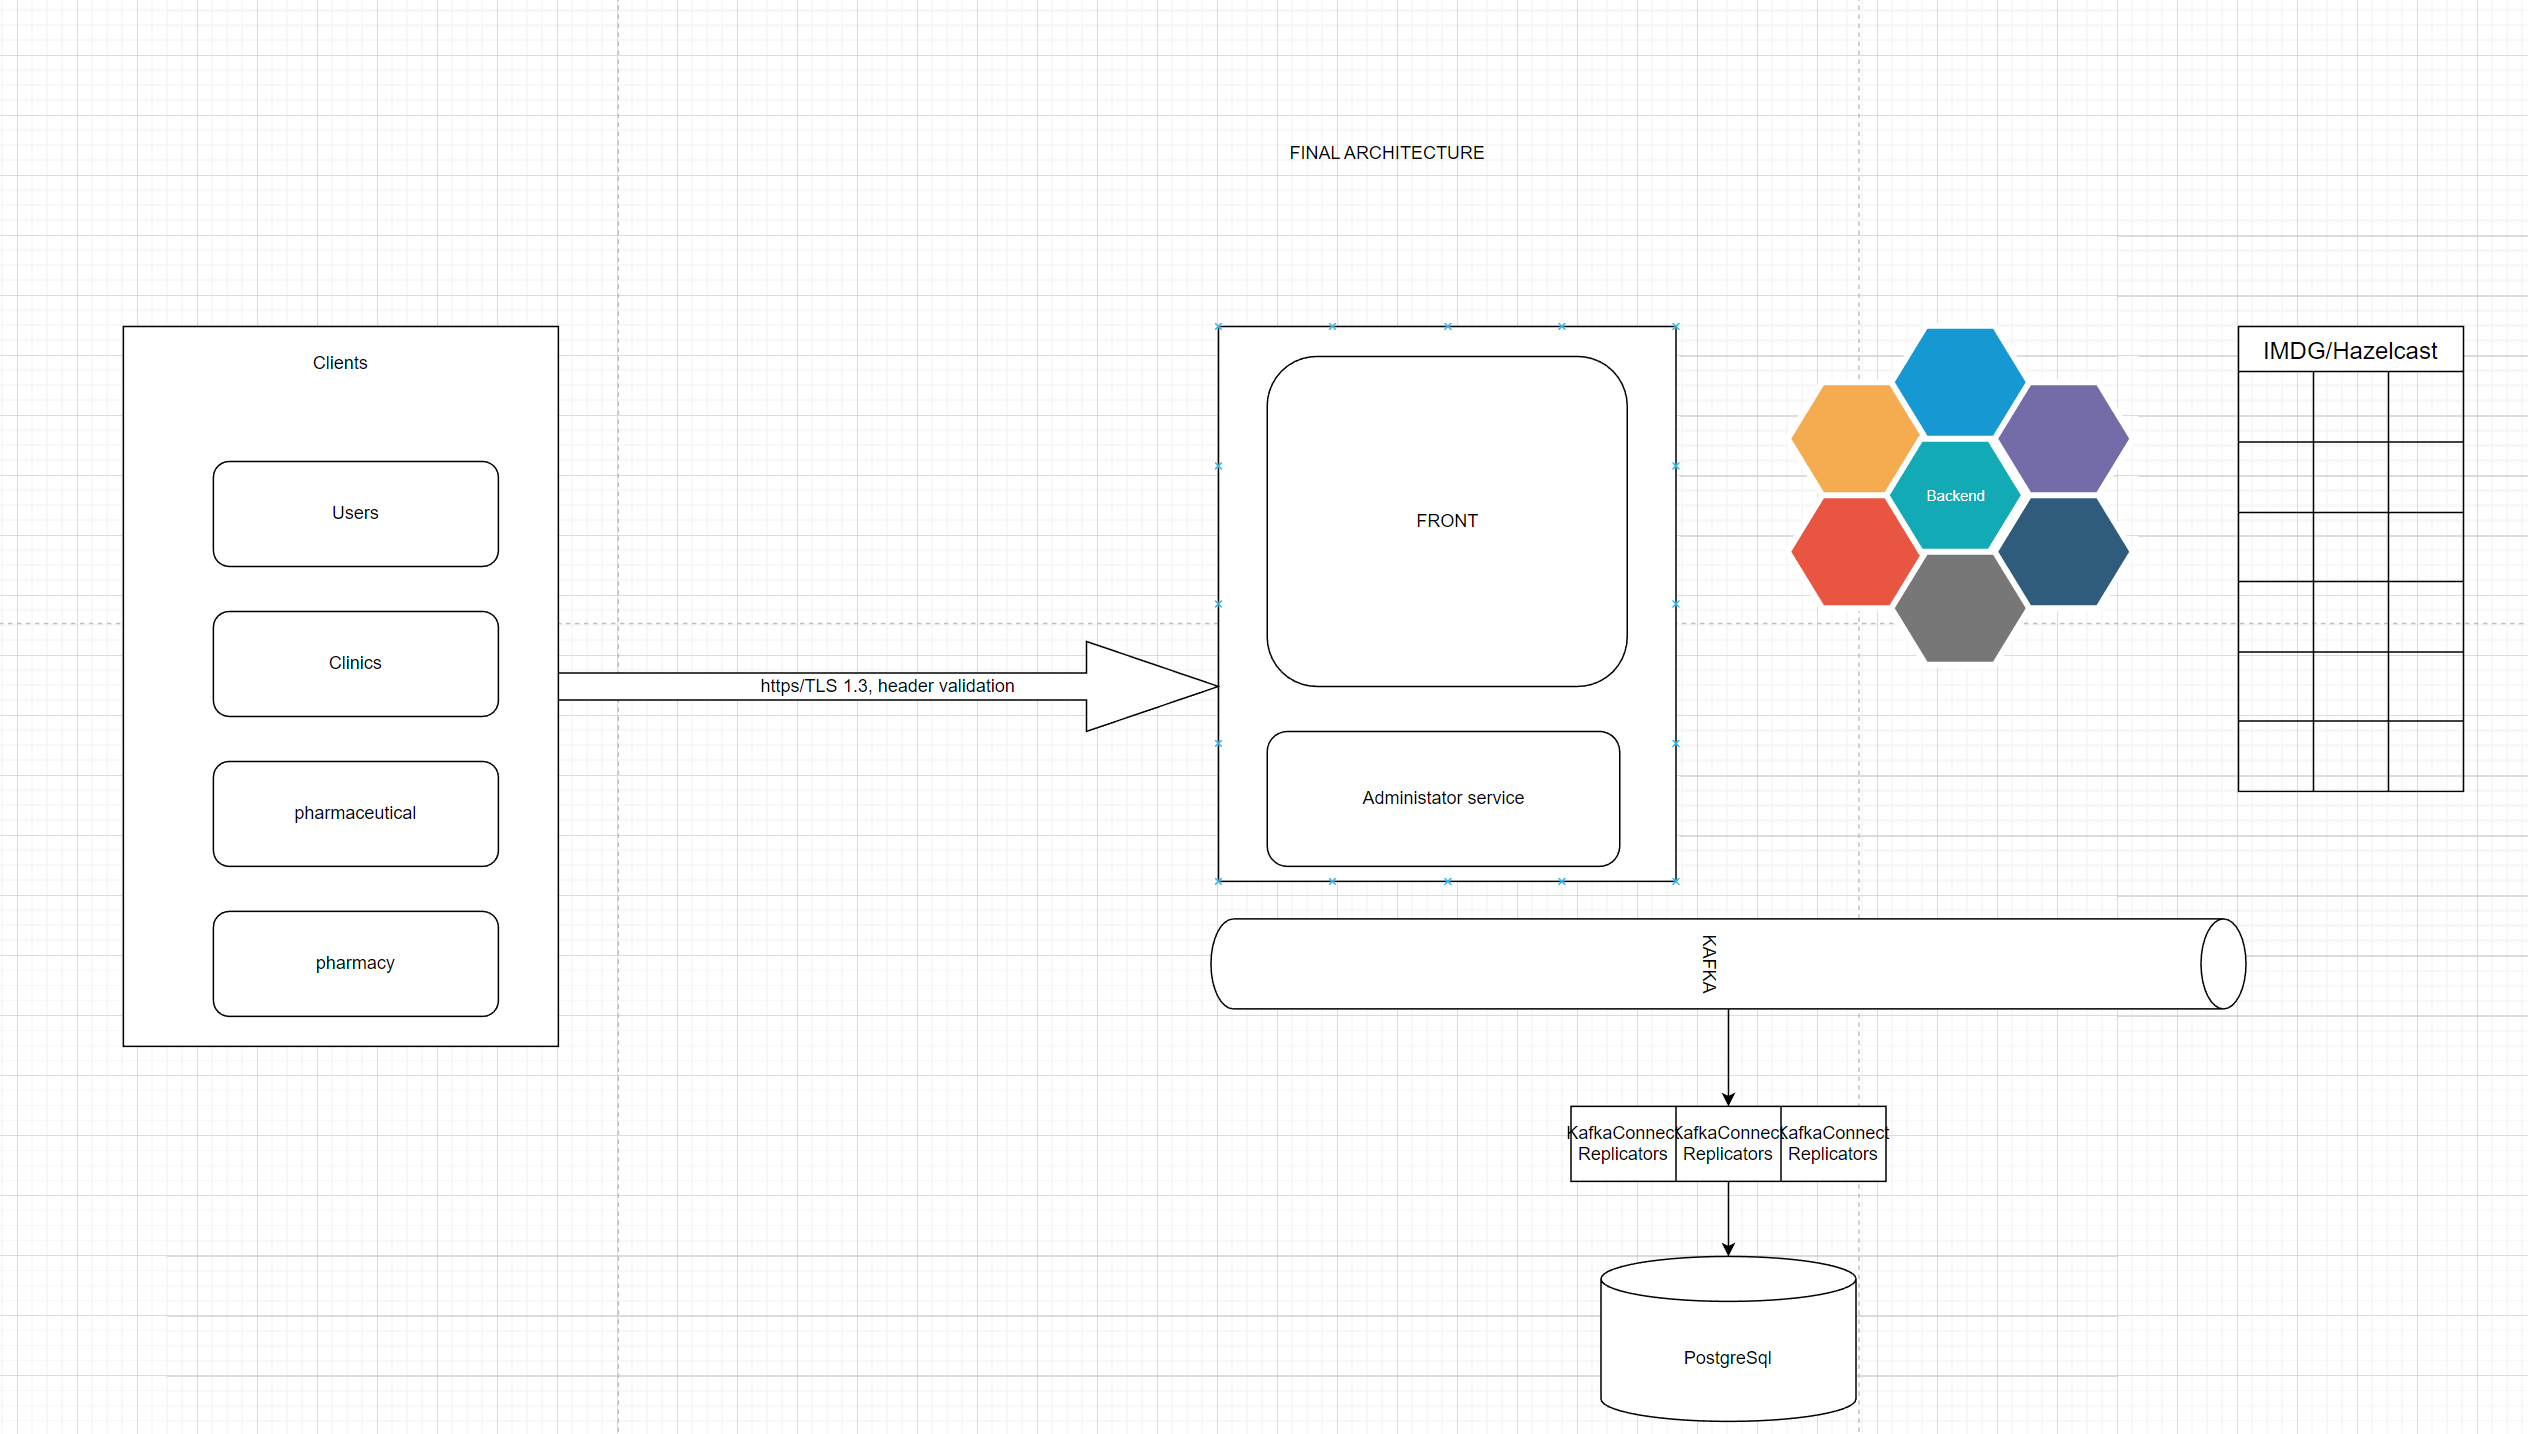 FINAL ARCHITECTURE
Clients
Users
Clinics
pharmaceutical
pharmacy
https/TLS 1.3, header validation
FRONT
Administator service
Backend
IMDG/Hazelcast
KAFKA
KafkaConnect
Replicators
KafkaConnect
Replicators
KafkaConnect
Replicators
PostgreSql